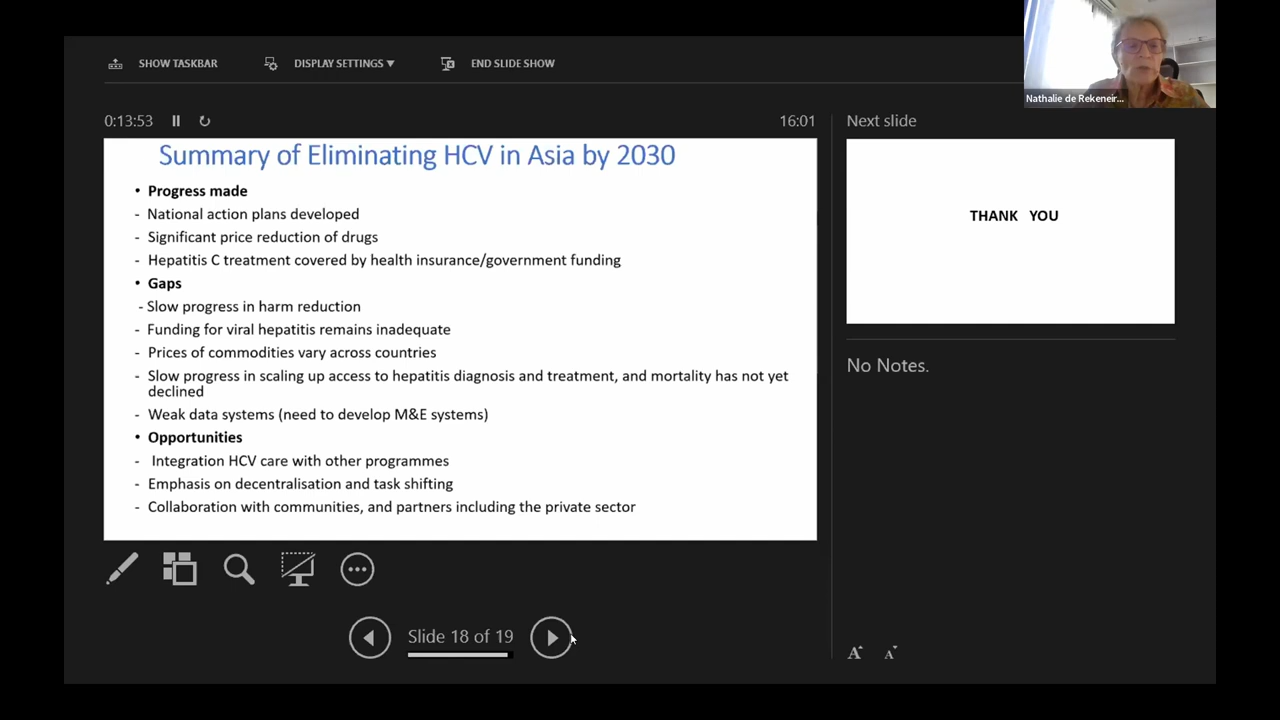 SHOW TASKBAR
DISPLAY SETTINGS ▼
END SLIDE SHOW
Nathalie de Rekeneir...
0:13:53
16:01
Next slide
Summary of Eliminating HCV in Asia by 2030
• Progress made
- National action plans developed
- Significant price reduction of drugs
- Hepatitis C treatment covered by health insurance/government funding
• Gaps
- Slow progress in harm reduction
- Funding for viral hepatitis remains inadequate
- Prices of commodities vary across countries
- Slow progress in scaling up access to hepatitis diagnosis and treatment, and mortality has not yet
declined
- Weak data systems (need to develop M&E systems)
• Opportunities
- Integration HCV care with other programmes
- Emphasis on decentralisation and task shifting
- Collaboration with communities, and partners including the private sector
THANK YOU
No Notes.
Slide 18 of 19
A A